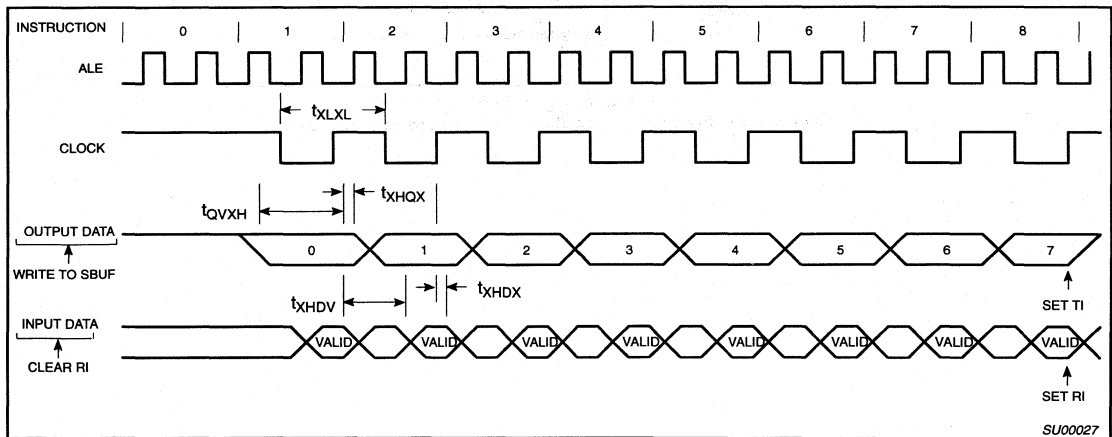 INSTRUCTION | 0 | 1 | 2 | 3 | 4 | 5 | 6 | 7 | 8 |
ALE
tXLXL
CLOCK
tXHQX
tQVXH
OUTPUT DATA
0 1 2 3 4 5 6 7
WRITE TO SBUF
tXHDX
tXHDV
SET TI
INPUT DATA
VALID VALID VALID VALID VALID VALID VALID VALID
CLEAR RI
SET RI
SU00027